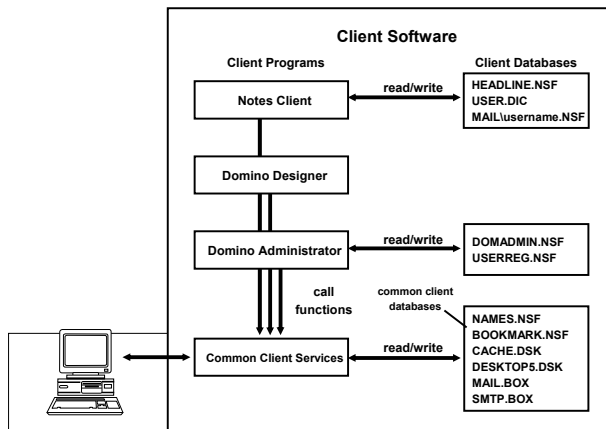 Client Software
Client Programs
Client Databases
Notes Client
read/write
HEADLINE.NSF
USER.DIC
MAIL\username.NSF
Domino Designer
Domino Administrator
read/write
DOMADMIN.NSF
USERREG.NSF
call
functions
common client
databases
Common Client Services
read/write
NAMES.NSF
BOOKMARK.NSF
CACHE.DSK
DESKTOP5.DSK
MAIL.BOX
SMTP.BOX